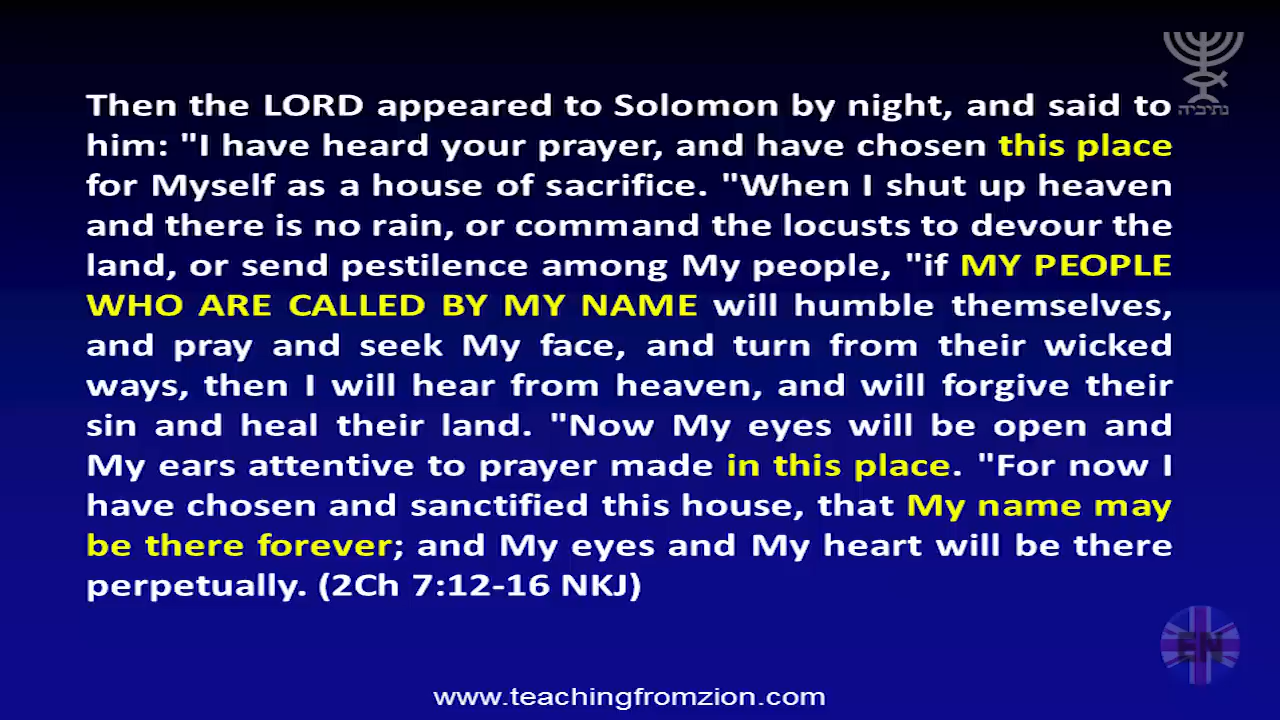 Then the LORD appeared to Solomon by night, and said to
him: "I have heard your prayer, and have chosen this place
for Myself as a house of sacrifice. "When I shut up heaven
and there is no rain, or command the locusts to devour the
land, or send pestilence among My people, "if MY PEOPLE
WHO ARE CALLED BY MY NAME will humble themselves,
and pray and seek My face, and turn from their wicked
ways, then I will hear from heaven, and will forgive their
sin and heal their land. "Now My eyes will be open and
My ears attentive to prayer made in this place. "For now I
have chosen and sanctified this house, that My name may
be there forever; and My eyes and My heart will be there
perpetually. (2Ch 7:12-16 NKJ)
נתיביה
EN
www.teachingfromzion.com